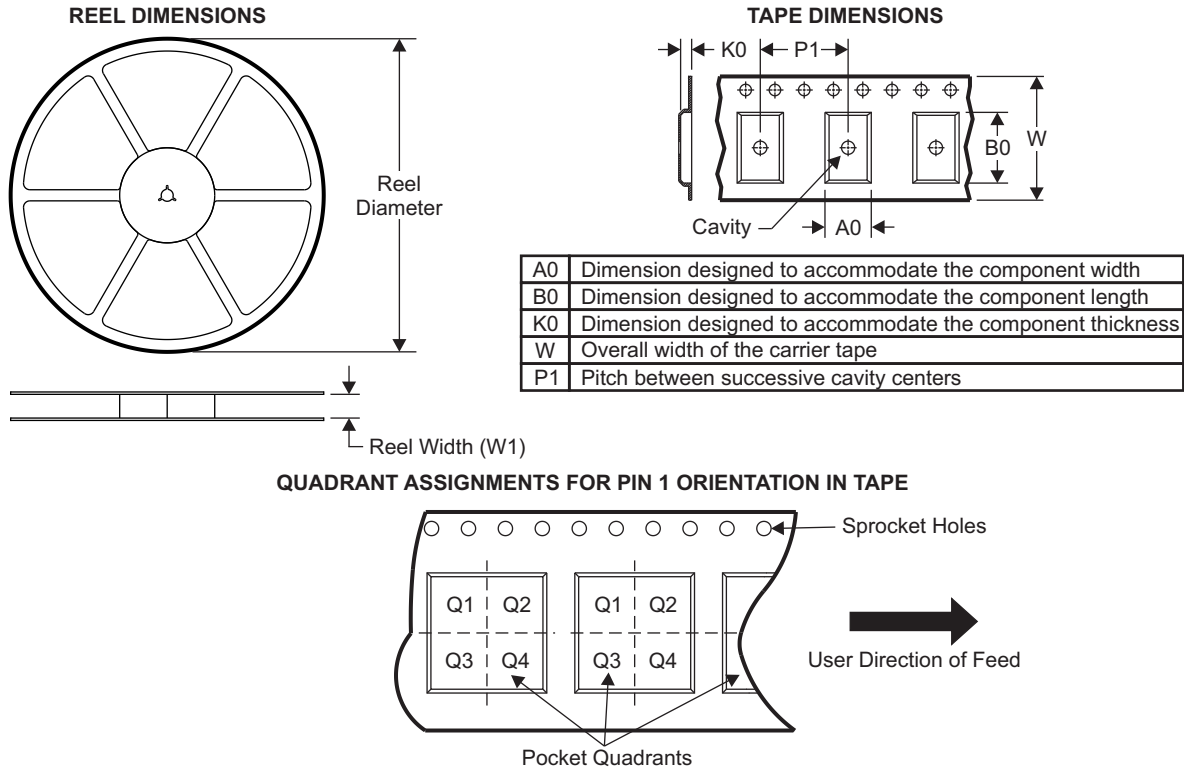 REEL DIMENSIONS
Reel
Diameter
Reel Width (W1)
TAPE DIMENSIONS
K0
P1
B0
W
Cavity
A0
A0 Dimension designed to accommodate the component width
B0 Dimension designed to accommodate the component length
K0 Dimension designed to accommodate the component thickness
W Overall width of the carrier tape
P1 Pitch between successive cavity centers
QUADRANT ASSIGNMENTS FOR PIN 1 ORIENTATION IN TAPE
Sprocket Holes
Q1 Q2 Q1 Q2
Q3 Q4 Q3 Q4
User Direction of Feed
Pocket Quadrants